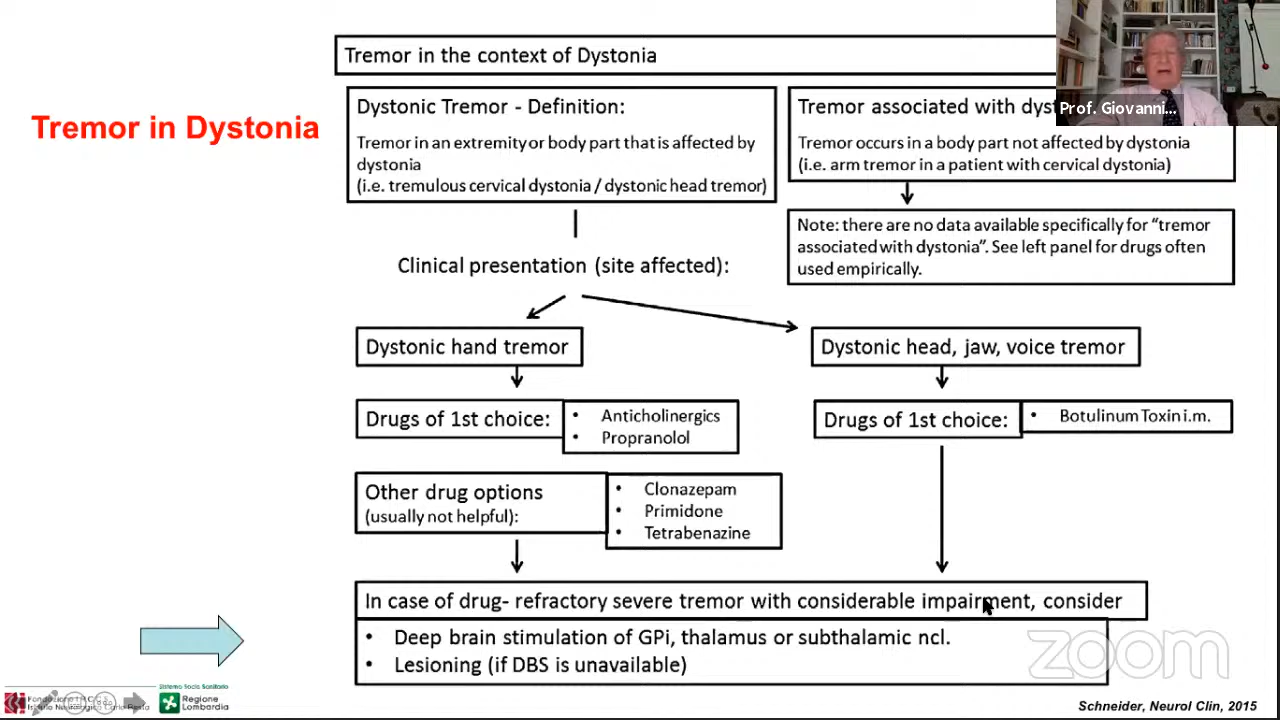 Tremor in the context of Dystonia
Prof. Giovanni...
Tremor in Dystonia
Dystonic Tremor - Definition:
Tremor in an extremity or body part that is affected by
dystonia
(i.e. tremulous cervical dystonia / dystonic head tremor)
Tremor associated with dyst
Tremor occurs in a body part not affected by dystonia
(i.e. arm tremor in a patient with cervical dystonia)
Note: there are no data available specifically for “tremor
associated with dystonia”. See left panel for drugs often
used empirically.
Clinical presentation (site affected):
Dystonic hand tremor
Dystonic head, jaw, voice tremor
Drugs of 1st choice:
• Anticholinergics
• Propranolol
Drugs of 1st choice:
• Botulinum Toxin i.m.
Other drug options
(usually not helpful):
• Clonazepam
• Primidone
• Tetrabenazine
In case of drug- refractory severe tremor with considerable impairment, consider
• Deep brain stimulation of GPi, thalamus or subthalamic ncl.
• Lesioning (if DBS is unavailable)
zoom
Sistema Socio Sanitario
Regione
Lombardia
Schneider, Neurol Clin, 2015